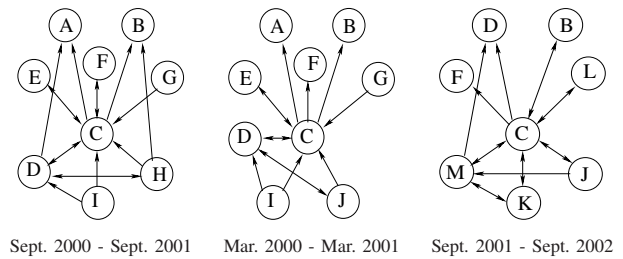 A B A B D B
E F G E F G F L
C C C
D H D M J
I I J K
Sept. 2000 - Sept. 2001 Mar. 2000 - Mar. 2001 Sept. 2001 - Sept. 2002